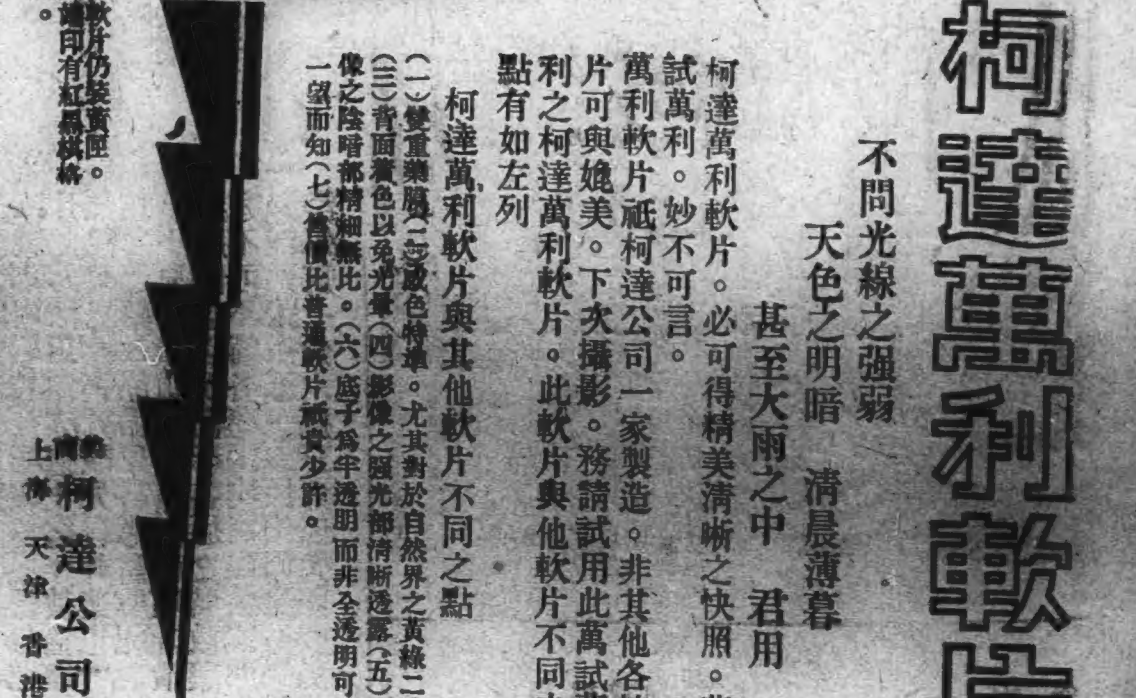 柯達萬利軟片
不問光線之强弱
天色之明暗　清晨薄暮
甚至大雨之中　君用
柯達萬利軟片。必可得精美清晰之快照。
試萬利。妙不可言。
萬利軟片祇柯達公司一家製造。非其他各
片可與媲美。下次攝影。務請試用此萬
利之柯達萬利軟片。此軟片與他軟片不同
點有如左列
柯達萬利軟片與其他軟片不同之點
(一)雙重藥膜(二)感色特準。尤其對於自然界之黃綠二
(三)背面着色以免光暈(四)影像之强光部清晰透露(五)
像之陰暗部精細無比。(六)底子爲半透明而非全透明可
一望而知(七)售價比普通軟片祇貴少許。
軟片仍裝黃匣。
印有紅黑棋格
。
柯達公司
上海　天津　香港